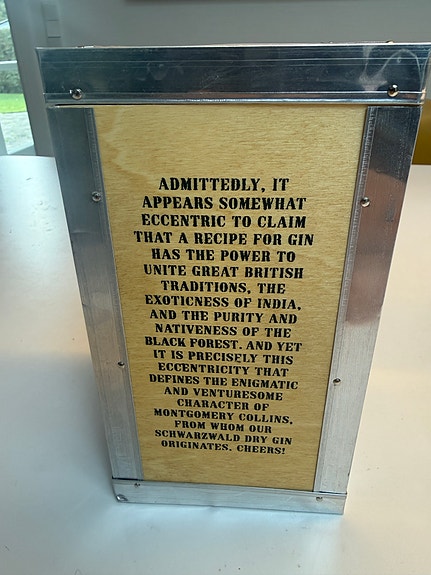 ADMITTEDLY, IT
APPEARS SOMEWHAT
ECCENTRIC TO CLAIM
THAT A RECIPE FOR GIN
HAS THE POWER TO
UNITE GREAT BRITISH
TRADITIONS, THE
EXOTICNESS OF INDIA,
AND THE PURITY AND
NATIVENESS OF THE
BLACK FOREST. AND YET
IT IS PRECISELY THIS
ECCENTRICITY THAT
DEFINES THE ENIGMATIC
AND VENTURESOME
CHARACTER OF
MONTGOMERY COLLINS,
FROM WHOM OUR
SCHWARZWALD DRY GIN
ORIGINATES. CHEERS!